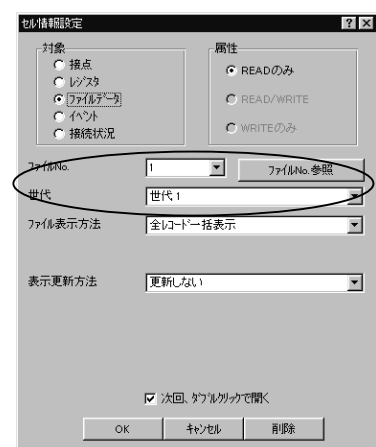 セル情報設定
対象
属性
接点
レジスタ
ファイルデータ
イベント
接続状況
READのみ
READ/WRITE
WRITEのみ
ファイルNo.
1
ファイルNo.参照
世代
世代 1
ファイル表示方法
全レコード一括表示
表示更新方法
更新しない
次回、ダブルクリックで開く
OK
キャンセル
削除